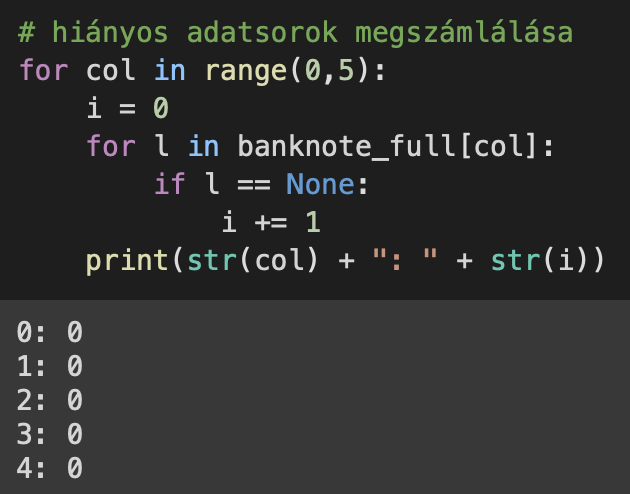 # hiányos adatsorok megszámlálása
for col in range(0,5):
    i = 0
    for l in banknote_full[col]:
        if l == None:
            i += 1
    print(str(col) + ": " + str(i))
0: 0
1: 0
2: 0
3: 0
4: 0